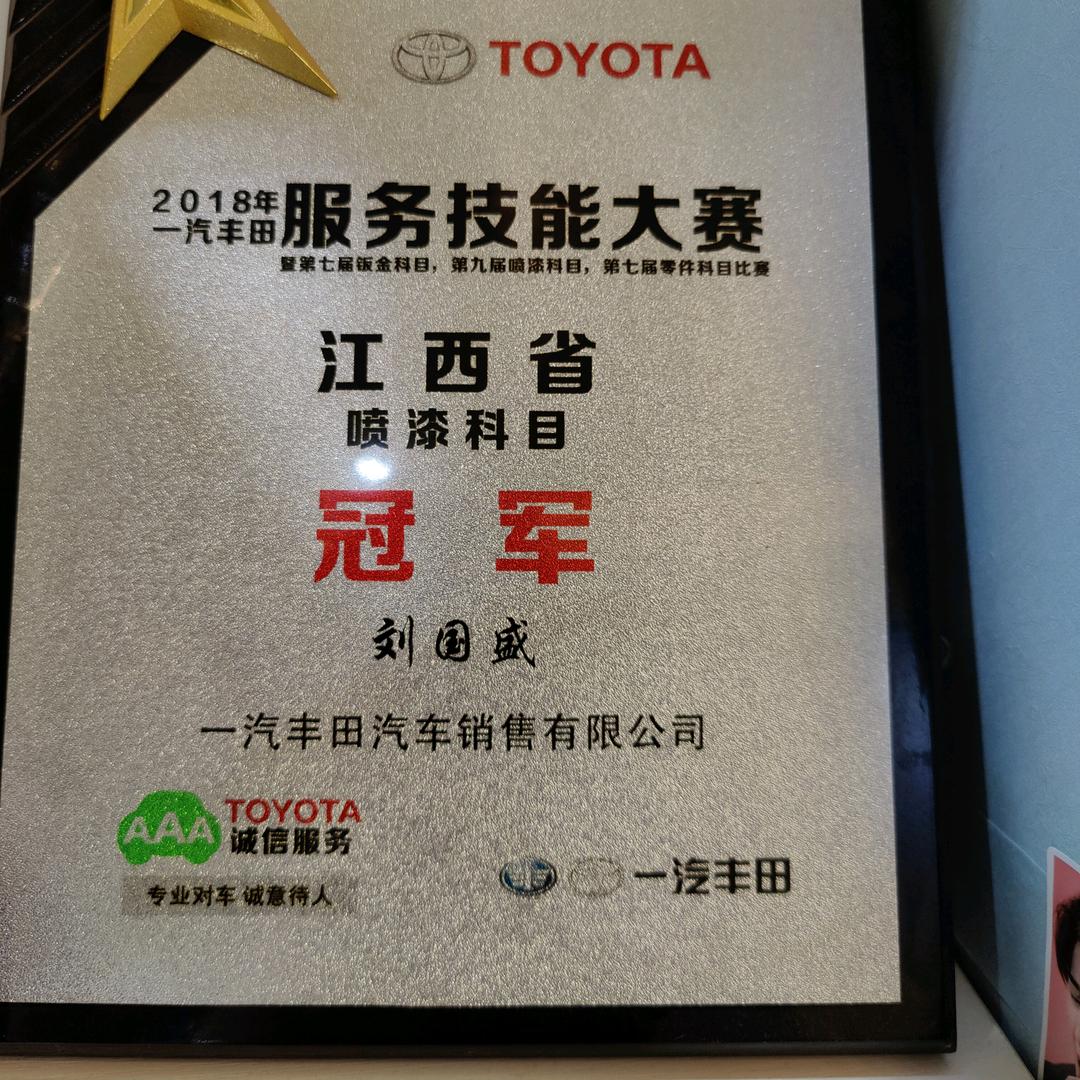 TOYOTA
2018年
一汽丰田
服务技能大赛
暨第七届钣金科目，第九届喷漆科目，第七届零件科目比赛
江西省
喷漆科目
冠军
刘国盛
一汽丰田汽车销售有限公司
AAA
TOYOTA
诚信服务
专业对车 诚意待人
一汽丰田